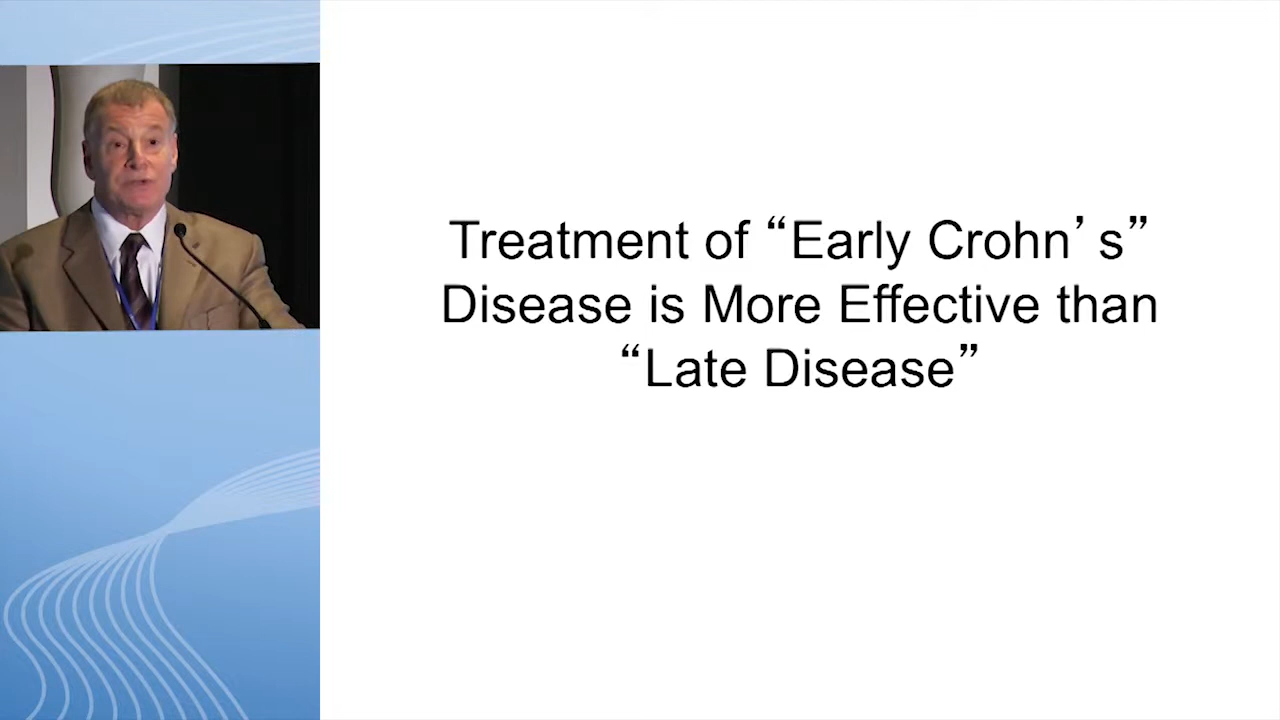 Treatment of “Early Crohn’s”
Disease is More Effective than
“Late Disease”